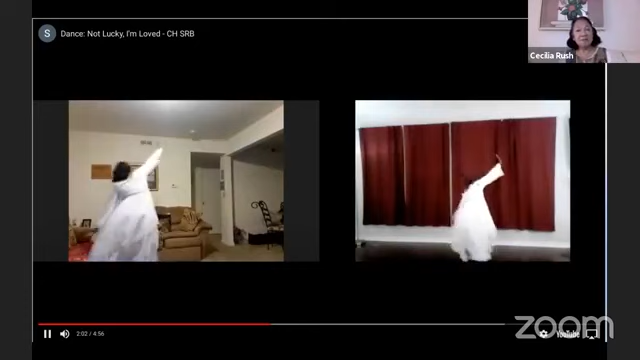 S Dance: Not Lucky, I'm Loved - CH SRB
Cecilia Rush
2:02 / 4:56
YouTube
zoom